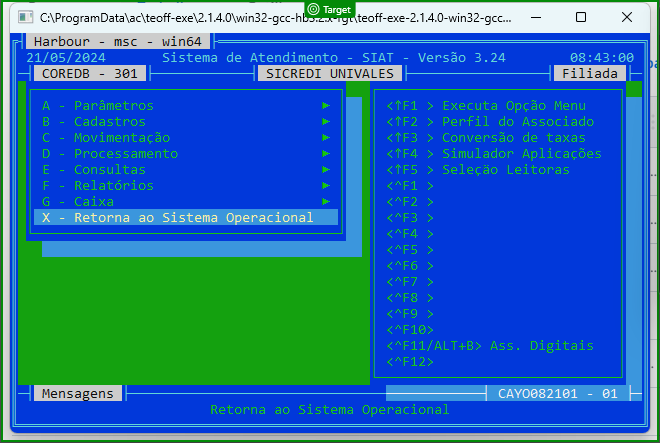 Target
C:\ProgramData\ac\teoff-exe\2.1.4.0\win32-gcc-hb3.2.x-rgt\teoff-exe-2.1.4.0-win32-gcc...
Harbour - msc - win64
21/05/2024 Sistema de Atendimento - SIAT - Versão 3.24 08:43:00
COREDB - 301 SICREDI UNIVALES Filiada
A - Parâmetros ►
B - Cadastros ►
C - Movimentação ►
D - Processamento ►
E - Consultas ►
F - Relatórios ►
G - Caixa ►
X - Retorna ao Sistema Operacional
<↑F1 > Executa Opção Menu
<↑F2 > Perfil do Associado
<↑F3 > Conversão de taxas
<↑F4 > Simulador Aplicações
<↑F5 > Seleção Leitoras
<^F1 >
<^F2 >
<^F3 >
<^F4 >
<^F5 >
<^F6 >
<^F7 >
<^F8 >
<^F9 >
<^F10>
<^F11/ALT+B> Ass. Digitais
<^F12>
Mensagens CAYO082101 - 01
Retorna ao Sistema Operacional